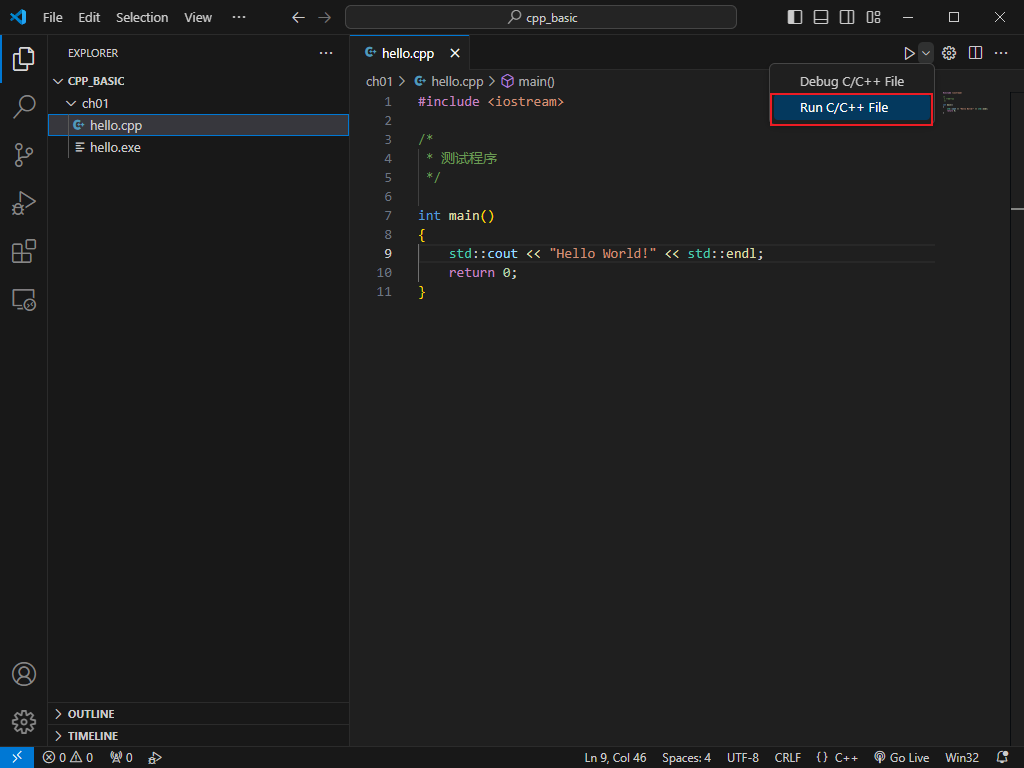 File Edit Selection View ··· cpp_basic
EXPLORER ···
CPP_BASIC
ch01
hello.cpp
hello.exe
OUTLINE
TIMELINE
hello.cpp
ch01 > hello.cpp > main()
Debug C/C++ File
Run C/C++ File
1 #include <iostream>
2
3 /*
4 * 测试程序
5 */
6
7 int main()
8 {
9 std::cout << "Hello World!" << std::endl;
10 return 0;
11 }
0 0 0 Ln 9, Col 46 Spaces: 4 UTF-8 CRLF {} C++ Go Live Win32